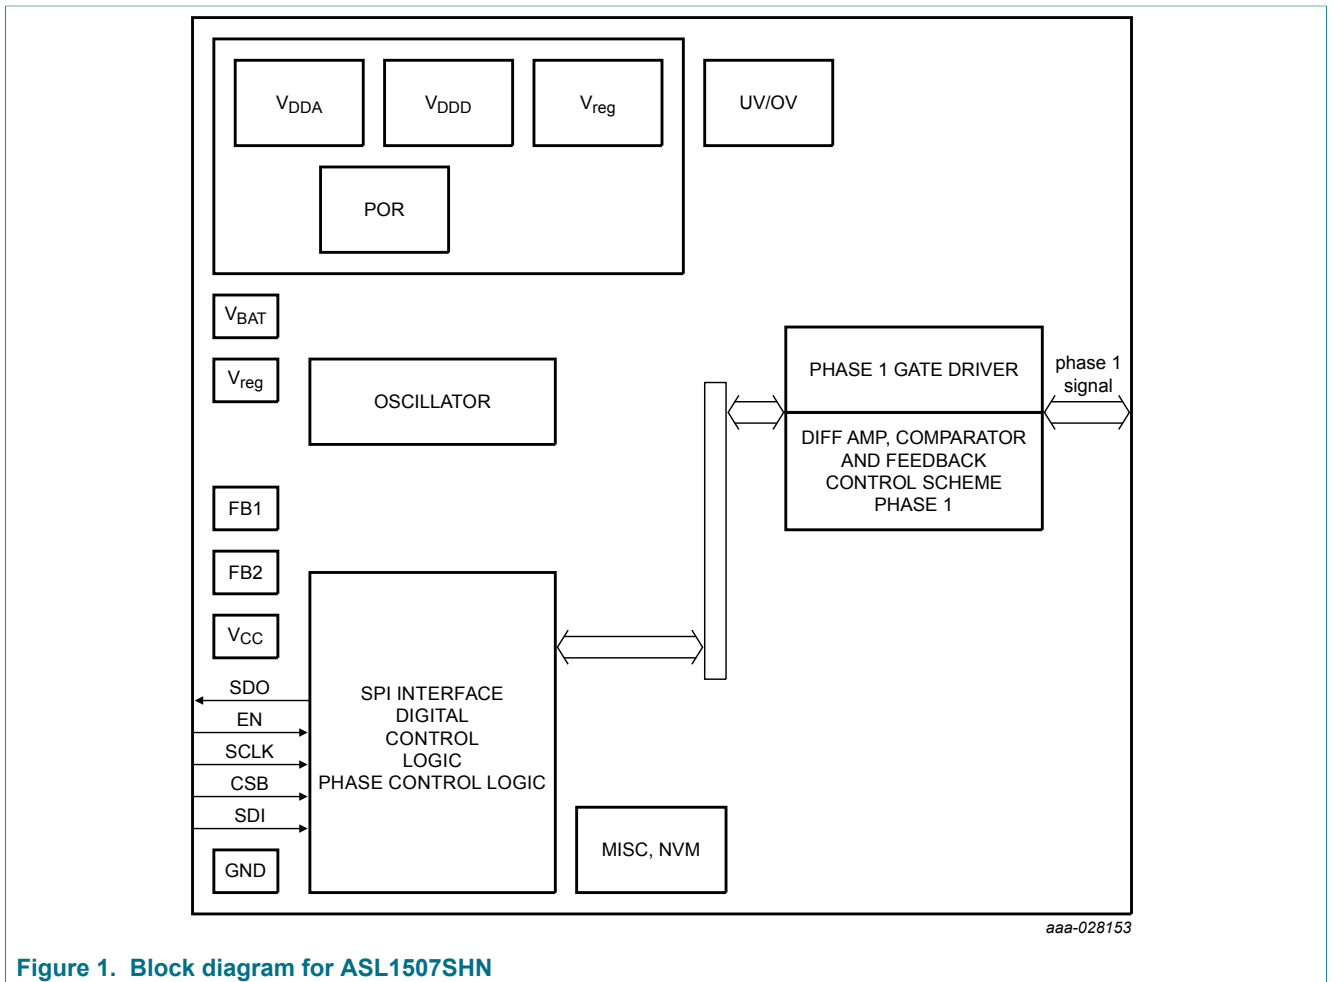 VDDA
VDDD
Vreg
UV/OV
POR
VBAT
Vreg
OSCILLATOR
PHASE 1 GATE DRIVER
phase 1
signal
DIFF AMP, COMPARATOR
AND FEEDBACK
CONTROL SCHEME
PHASE 1
FB1
FB2
VCC
SDO
EN
SCLK
CSB
SDI
GND
SPI INTERFACE
DIGITAL
CONTROL
LOGIC
PHASE CONTROL LOGIC
MISC, NVM
aaa-028153
Figure 1. Block diagram for ASL1507SHN